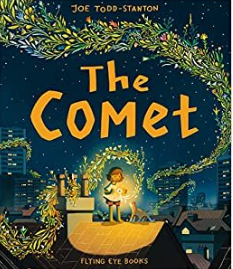 JOE TODD-STANTON
The
COMET
FLYING EYE BOOKS